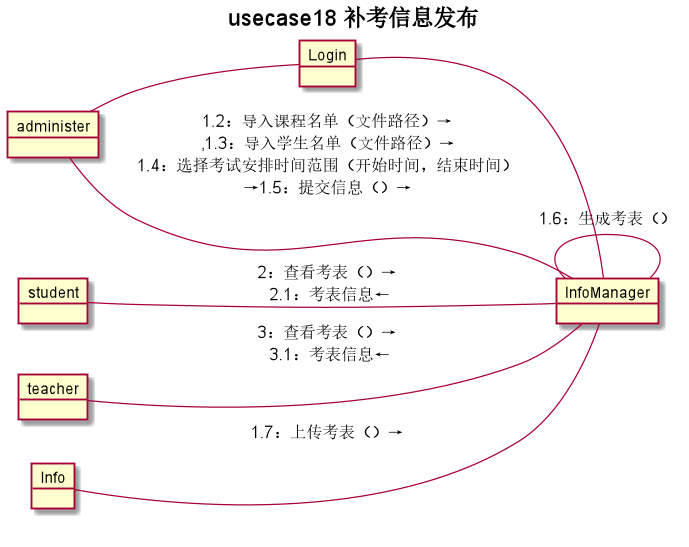 usecase18 补考信息发布
Login
administer
1.2：导入课程名单（文件路径）→
,1.3：导入学生名单（文件路径）→
1.4：选择考试安排时间范围（开始时间，结束时间）
→1.5：提交信息（）→
1.6：生成考表（）
2：查看考表（）→
student
InfoManager
2.1：考表信息←
3：查看考表（）→
3.1：考表信息←
teacher
1.7：上传考表（）→
Info